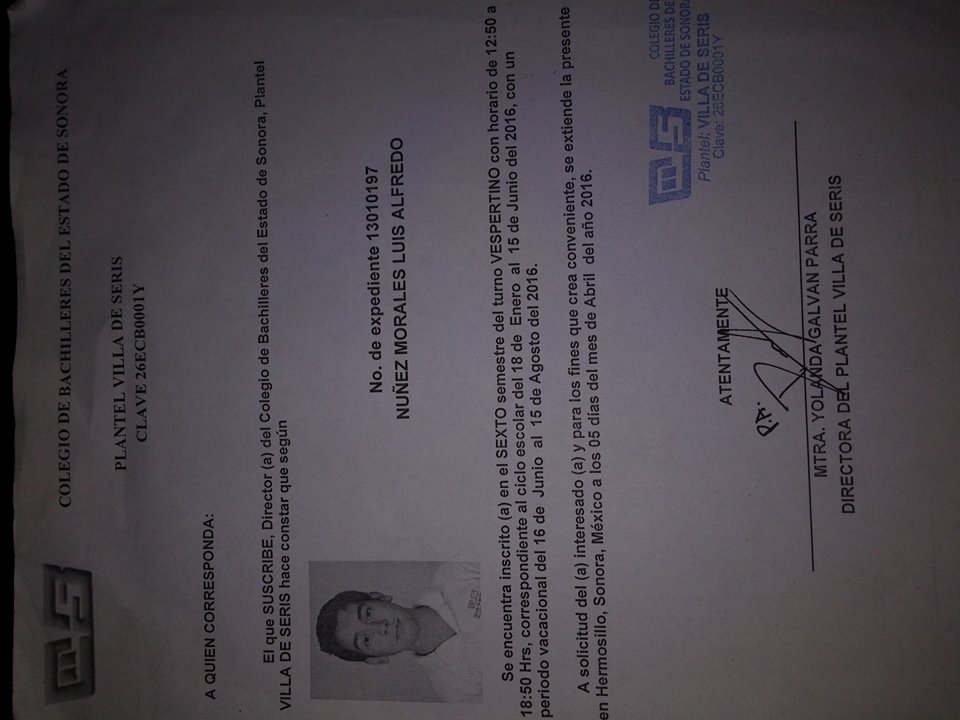 COLEGIO DE BACHILLERES DEL ESTADO DE SONORA
PLANTEL VILLA DE SERIS
CLAVE 26ECB0001Y
A QUIEN CORRESPONDA:
El que SUSCRIBE, Director (a) del Colegio de Bachilleres del Estado de Sonora, Plantel
VILLA DE SERIS hace constar que según
No. de expediente 13010197
NUÑEZ MORALES LUIS ALFREDO
Se encuentra inscrito (a) en el SEXTO semestre del turno VESPERTINO con horario de 12:50 a
18:50 Hrs, correspondiente al ciclo escolar del 18 de Enero al 15 de Junio del 2016, con un
periodo vacacional del 16 de Junio al 15 de Agosto del 2016.
A solicitud del (a) interesado (a) y para los fines que crea conveniente, se extiende la presente
en Hermosillo, Sonora, México a los 05 días del mes de Abril del año 2016.
COLEGIO DE
BACHILLERES DEL
ESTADO DE SONORA
Plantel: VILLA DE SERIS
Clave: 26ECB0001Y
ATENTAMENTE
P.A.
MTRA. YOLANDA GALVAN PARRA
DIRECTORA DEL PLANTEL VILLA DE SERIS